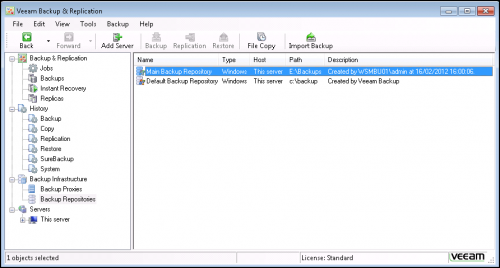 Veeam Backup & Replication
File Edit View Tools Backup Help
Back Forward Add Server Backup Replication Restore File Copy Import Backup
Backup & Replication
Jobs
Backups
Instant Recovery
Replicas
History
Backup
Copy
Replication
Restore
SureBackup
System
Backup Infrastructure
Backup Proxies
Backup Repositories
Servers
This server
Name Type Host Path Description
Main Backup Repository Windows This server E:\Backups Created by WSMBU01\admin at 16/02/2012 16:00:06.
Default Backup Repository Windows This server c:\backup Created by Veeam Backup
1 objects selected License: Standard veeam